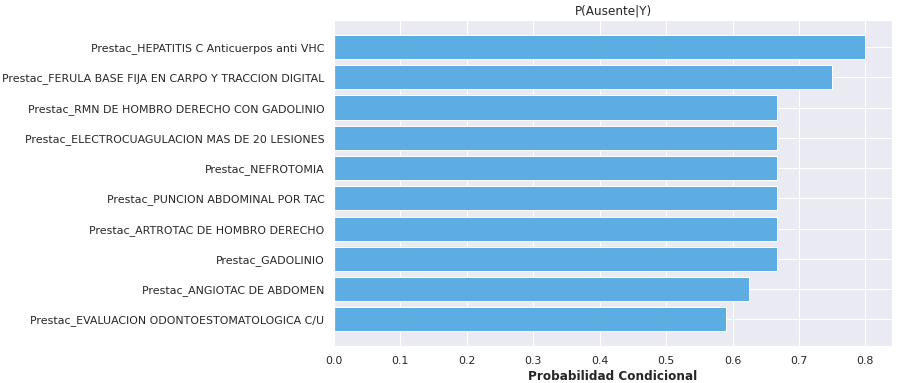 P(Ausente|Y)
Prestac_HEPATITIS C Anticuerpos anti VHC
Prestac_FERULA BASE FIJA EN CARPO Y TRACCION DIGITAL
Prestac_RMN DE HOMBRO DERECHO CON GADOLINIO
Prestac_ELECTROCUAGULACION MAS DE 20 LESIONES
Prestac_NEFROTOMIA
Prestac_PUNCION ABDOMINAL POR TAC
Prestac_ARTROTAC DE HOMBRO DERECHO
Prestac_GADOLINIO
Prestac_ANGIOTAC DE ABDOMEN
Prestac_EVALUACION ODONTOESTOMATOLOGICA C/U
0.0 0.1 0.2 0.3 0.4 0.5 0.6 0.7 0.8
Probabilidad Condicional